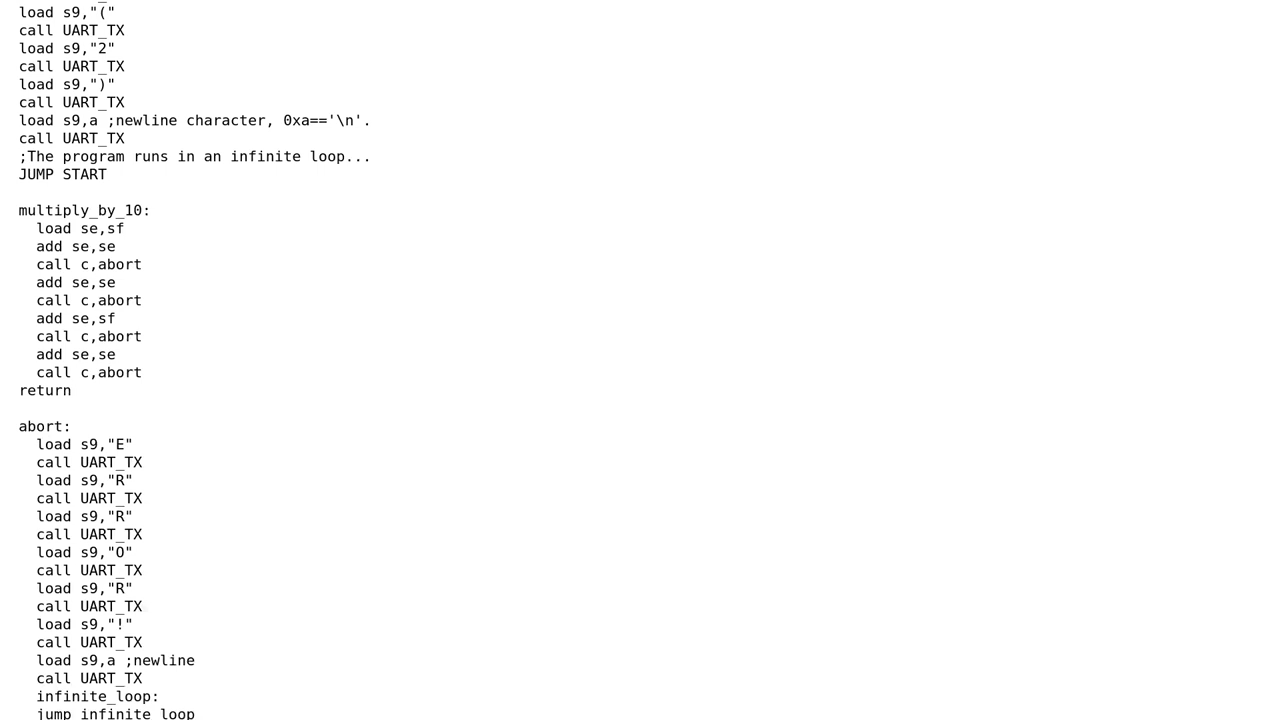 load s9,"("
call UART_TX
load s9,"2"
call UART_TX
load s9,")"
call UART_TX
load s9,a ;newline character, 0xa=='\n'.
call UART_TX
;The program runs in an infinite loop...
JUMP START

multiply_by_10:
  load se,sf
  add se,se
  call c,abort
  add se,se
  call c,abort
  add se,sf
  call c,abort
  add se,se
  call c,abort
return

abort:
  load s9,"E"
  call UART_TX
  load s9,"R"
  call UART_TX
  load s9,"R"
  call UART_TX
  load s9,"O"
  call UART_TX
  load s9,"R"
  call UART_TX
  load s9,"!"
  call UART_TX
  load s9,a ;newline
  call UART_TX
  infinite_loop:
  jump infinite_loop